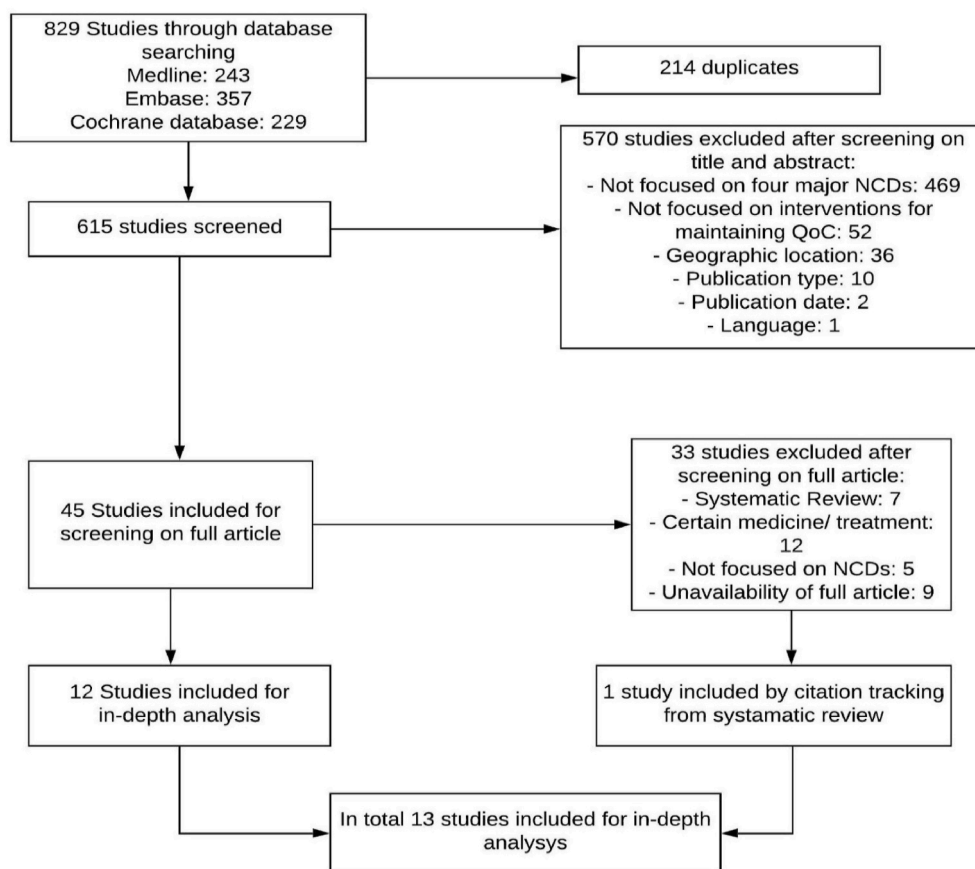 829 Studies through database
searching
Medline: 243
Embase: 357
Cochrane database: 229
214 duplicates
570 studies excluded after screening on
title and abstract:
- Not focused on four major NCDs: 469
- Not focused on interventions for
maintaining QoC: 52
- Geographic location: 36
- Publication type: 10
- Publication date: 2
- Language: 1
615 studies screened
45 Studies included for
screening on full article
33 studies excluded after
screening on full article:
- Systematic Review: 7
- Certain medicine/ treatment:
12
- Not focused on NCDs: 5
- Unavailability of full article: 9
12 Studies included for
in-depth analysis
1 study included by citation tracking
from systamatic review
In total 13 studies included for in-depth
analysys